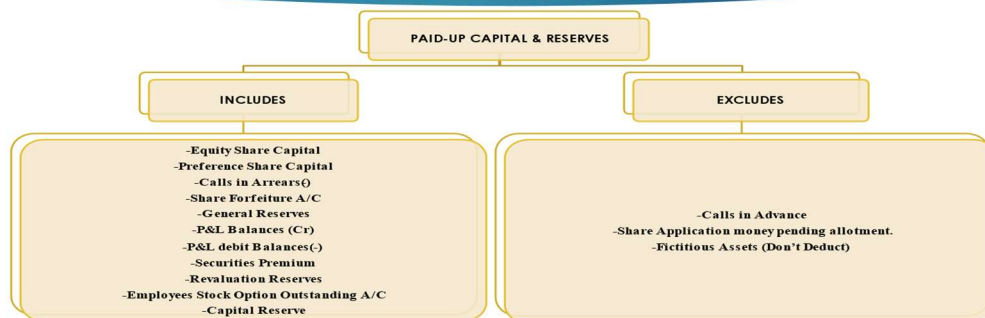 PAID-UP CAPITAL & RESERVES
INCLUDES
EXCLUDES
-Equity Share Capital
-Preference Share Capital
-Calls in Arrears(-)
-Share Forfeiture A/C
-General Reserves
-P&L Balances (Cr)
-P&L debit Balances(-)
-Securities Premium
-Revaluation Reserves
-Employees Stock Option Outstanding A/C
-Capital Reserve
-Calls in Advance
-Share Application money pending allotment.
-Fictitious Assets (Don't Deduct)